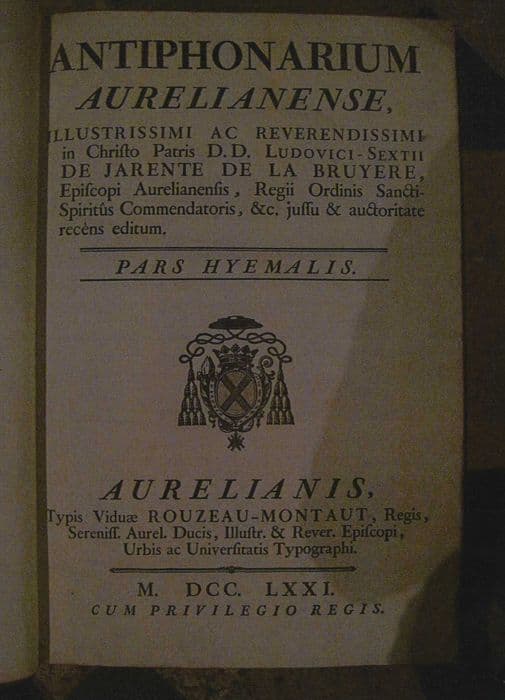 ANTIPHONARIUM
AURELIANENSE,
ILLUSTRISSIMI AC REVERENDISSIMI
in Chriſto Patris D. D. LUDOVICI-SEXTII
DE JARENTE DE LA BRUYERE,
Epiſcopi Aurelianenſis, Regii Ordinis Sancti-
Spiritûs Commendatoris, &c. juſſu & auctoritate
recèns editum.
PARS HYEMALIS.
AURELIANIS,
Typis Viduæ ROUZEAU-MONTAUT, Regis,
Sereniſſ. Aurel. Ducis, Illuſtr. & Rever. Epiſcopi,
Urbis ac Univerſitatis Typographi.
M. DCC. LXXI.
CUM PRIVILEGIO REGIS.